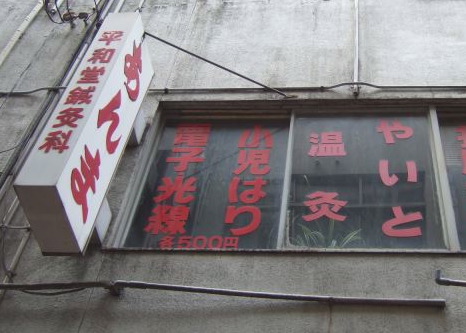 平和堂鍼灸科
あんま
小児はり
電子光線
各500円
やいと
温灸